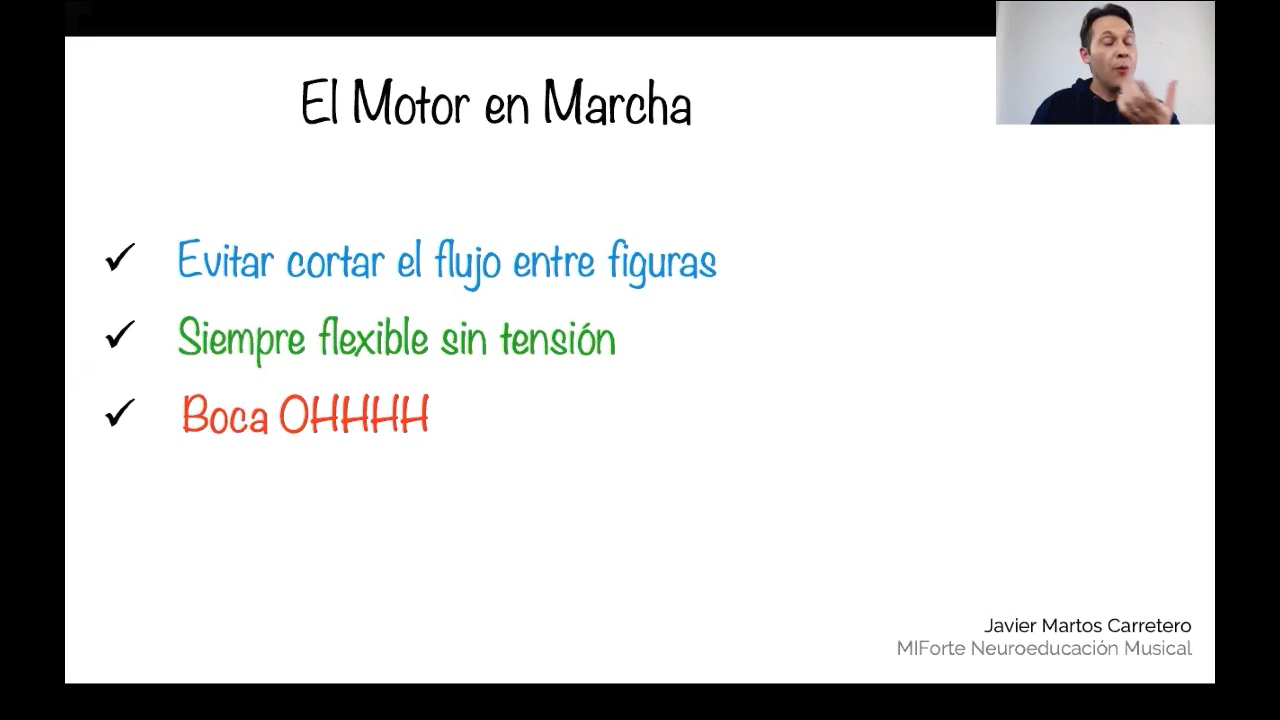 El Motor en Marcha
Evitar cortar el flujo entre figuras
Siempre flexible sin tensión
Boca OHHHH
Javier Martos Carretero
MIForte Neuroeducación Musical